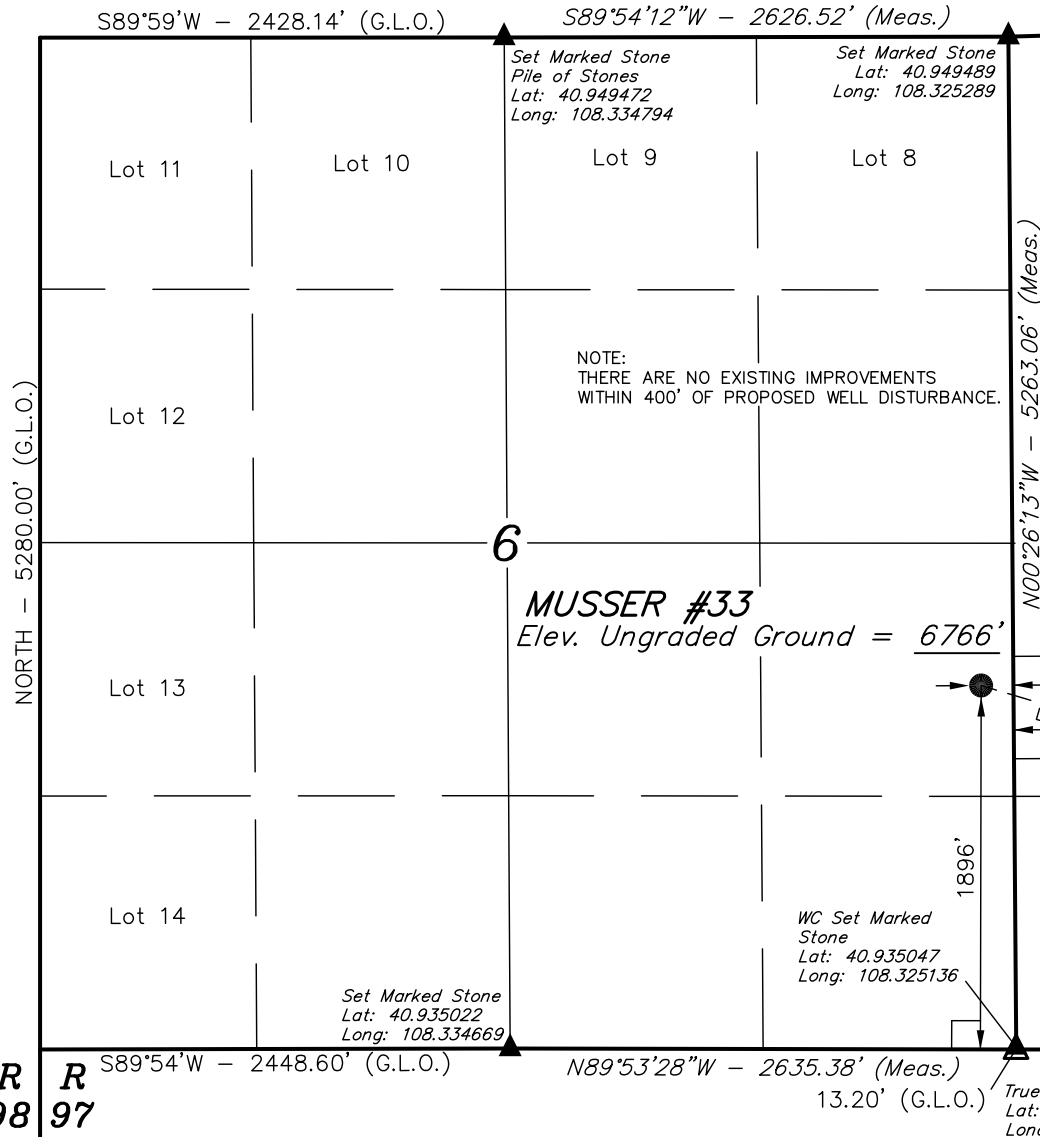 S89°59'W – 2428.14' (G.L.O.)
S89°54'12"W – 2626.52' (Meas.)
Set Marked Stone
Pile of Stones
Lat: 40.949472
Long: 108.334794
Set Marked Stone
Lat: 40.949489
Long: 108.325289
Lot 11
Lot 10
Lot 9
Lot 8
NORTH – 5280.00' (G.L.O.)
N00°26'13"W – 5263.06' (Meas.)
NOTE:
THERE ARE NO EXISTING IMPROVEMENTS
WITHIN 400' OF PROPOSED WELL DISTURBANCE.
Lot 12
6
MUSSER #33
Elev. Ungraded Ground = 6766'
Lot 13
1896'
Lot 14
WC Set Marked
Stone
Lat: 40.935047
Long: 108.325136
Set Marked Stone
Lat: 40.935022
Long: 108.334669
S89°54'W – 2448.60' (G.L.O.)
N89°53'28"W – 2635.38' (Meas.)
13.20' (G.L.O.)
True
Lat:
Long
R R
98 97